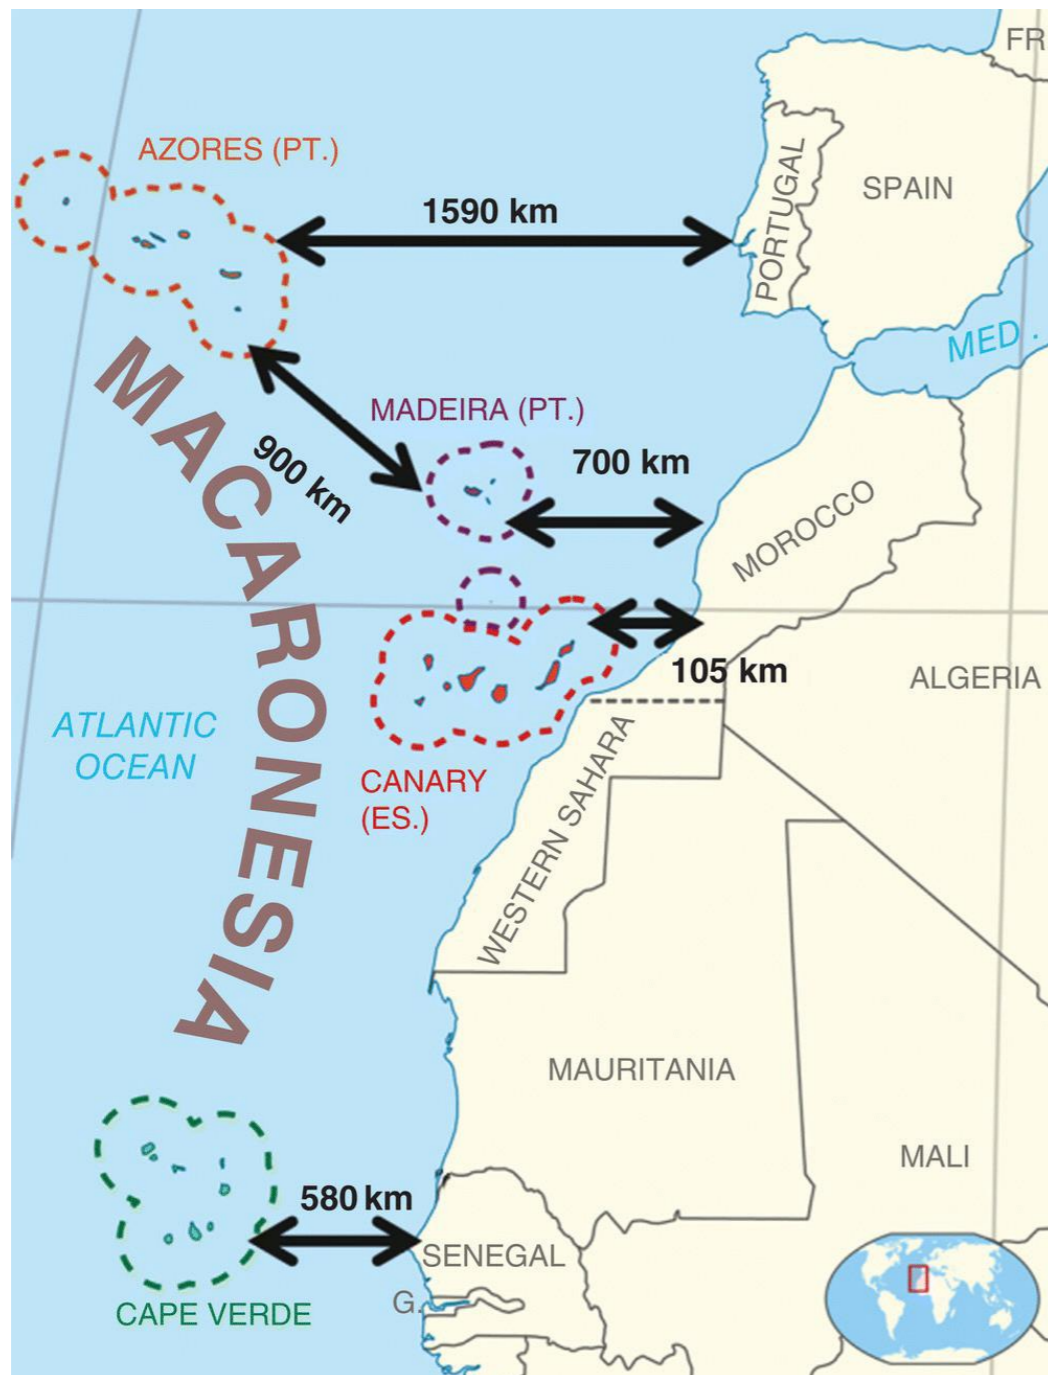 FR
AZORES (PT.)
1590 km
PORTUGAL
SPAIN
MED.
MACARONESIA
900 km
MADEIRA (PT.)
700 km
MOROCCO
105 km
ALGERIA
ATLANTIC
OCEAN
CANARY
(ES.)
WESTERN SAHARA
MAURITANIA
MALI
580 km
SENEGAL
G.
CAPE VERDE